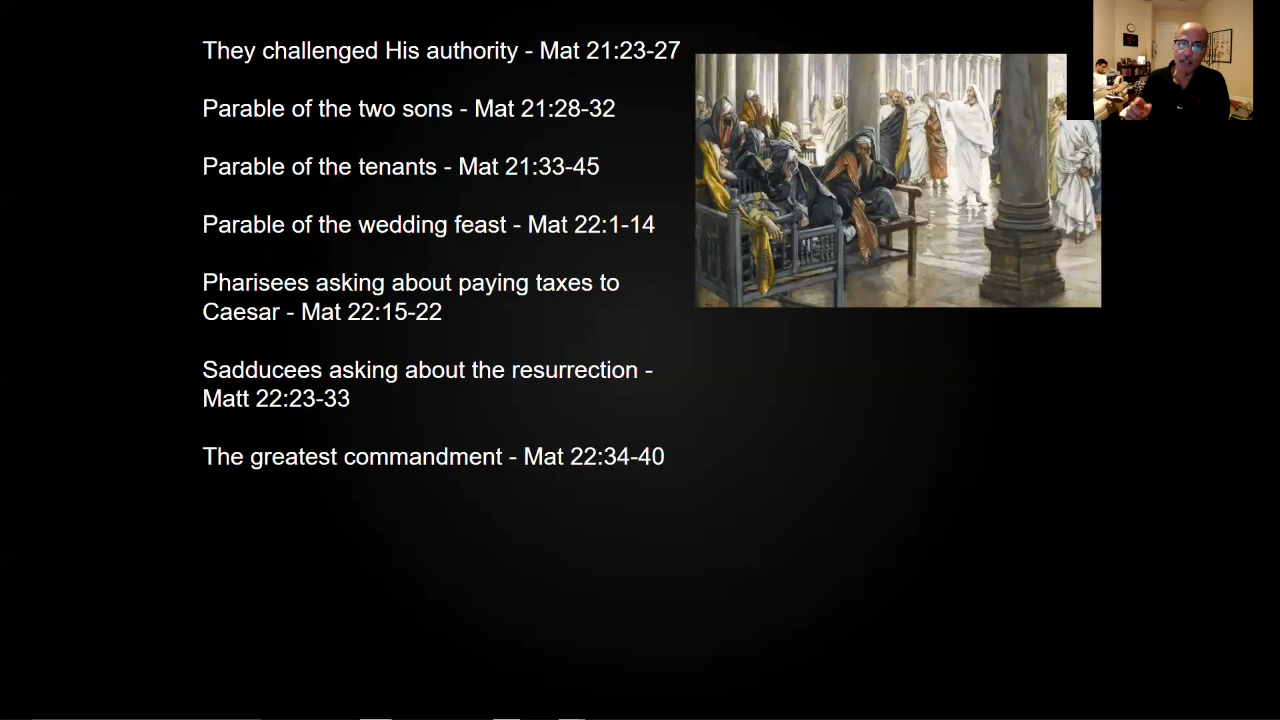 They challenged His authority - Mat 21:23-27
Parable of the two sons - Mat 21:28-32
Parable of the tenants - Mat 21:33-45
Parable of the wedding feast - Mat 22:1-14
Pharisees asking about paying taxes to
Caesar - Mat 22:15-22
Sadducees asking about the resurrection -
Matt 22:23-33
The greatest commandment - Mat 22:34-40